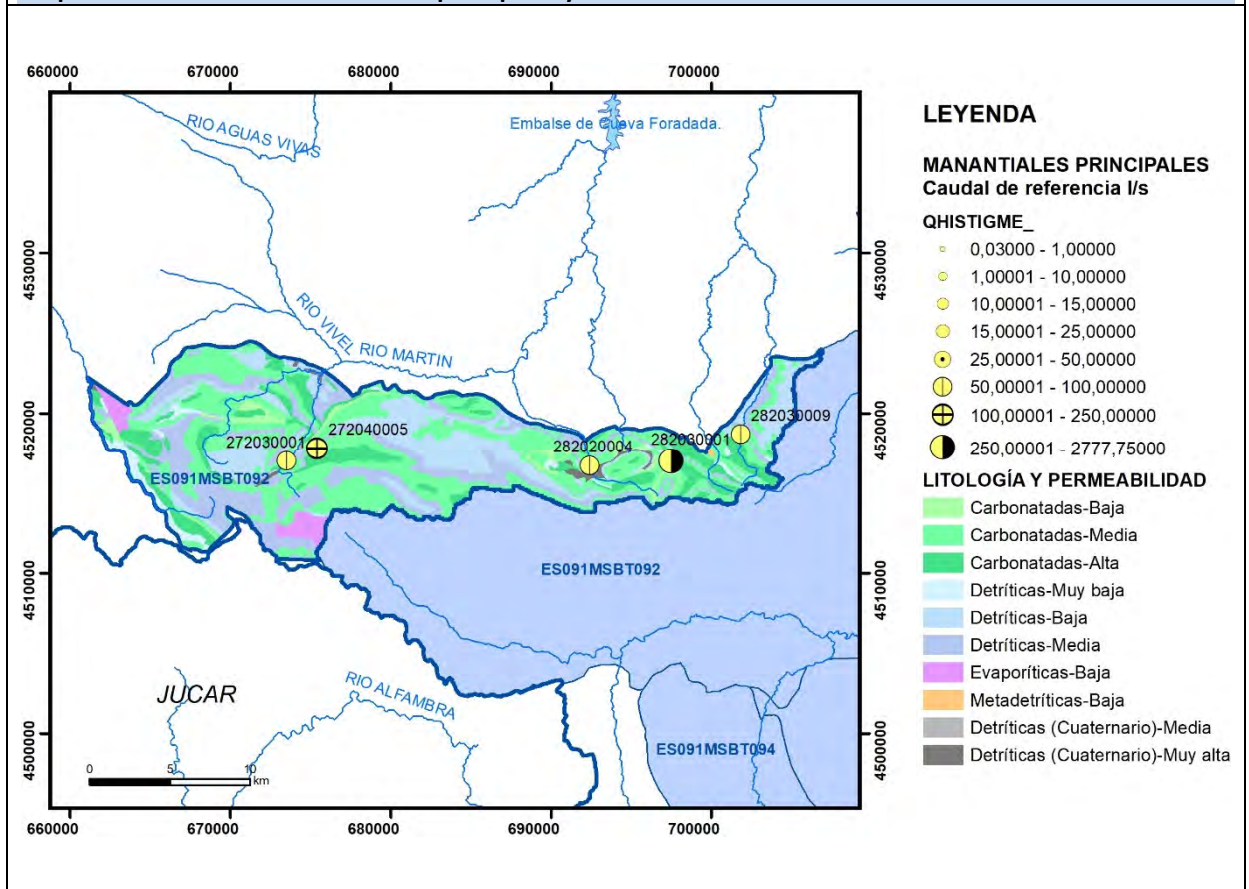 660000 670000 680000 690000 700000
RIO AGUAS VIVAS
Embalse de Cueva Foradada.
4530000
4530000
RIO VIVEL
RIO MARTIN
4520000
4520000
272030001
272040005
282020004
282030001
282030009
ES091MSBT092
4510000
4510000
ES091MSBT092
JUCAR
RIO ALFAMBRA
4500000
4500000
ES091MSBT094
0 5 10
km
660000 670000 680000 690000 700000
LEYENDA
MANANTIALES PRINCIPALES
Caudal de referencia l/s
QHISTIGME_
0,03000 - 1,00000
1,00001 - 10,00000
10,00001 - 15,00000
15,00001 - 25,00000
25,00001 - 50,00000
50,00001 - 100,00000
100,00001 - 250,00000
250,00001 - 2777,75000
LITOLOGÍA Y PERMEABILIDAD
Carbonatadas-Baja
Carbonatadas-Media
Carbonatadas-Alta
Detríticas-Muy baja
Detríticas-Baja
Detríticas-Media
Evaporíticas-Baja
Metadetríticas-Baja
Detríticas (Cuaternario)-Media
Detríticas (Cuaternario)-Muy alta